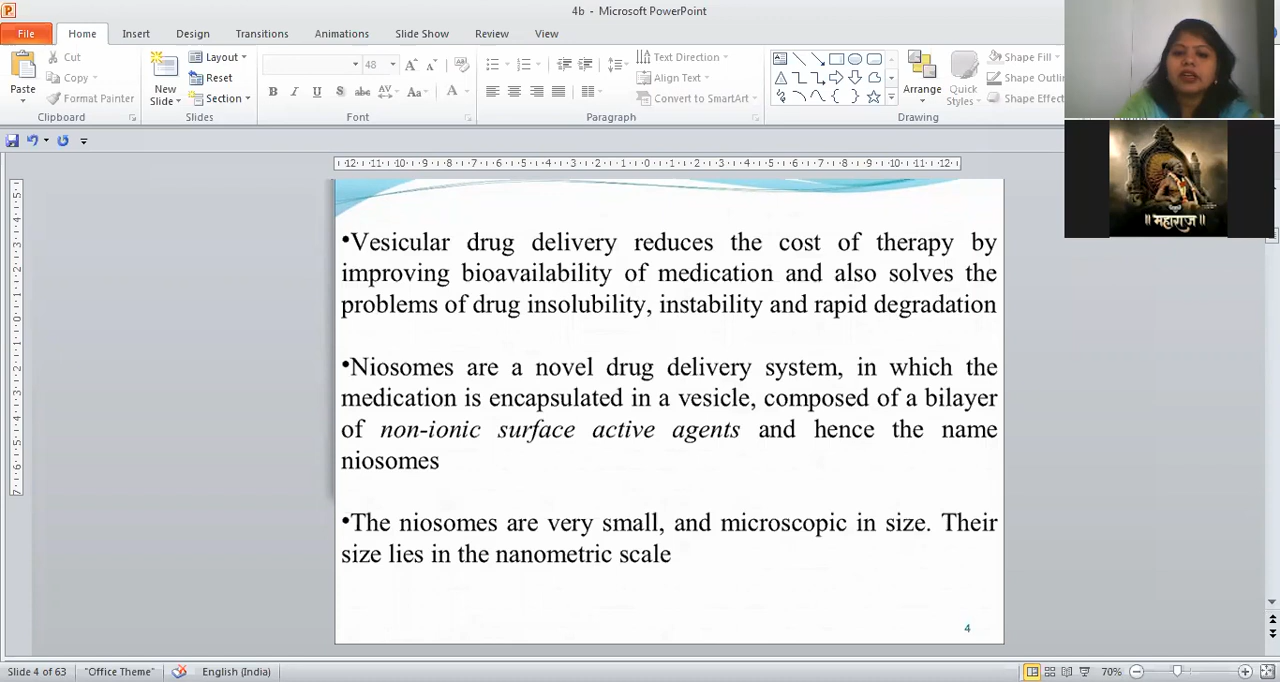 4b - Microsoft PowerPoint
File Home Insert Design Transitions Animations Slide Show Review View
Paste
Cut
Copy
Format Painter
Clipboard
New Slide
Layout
Reset
Section
Slides
48
Font
Text Direction
Align Text
Convert to SmartArt
Paragraph
Arrange
Quick Styles
Shape Fill
Shape Outlin
Shape Effect
Drawing
॥ महाराज ॥
•Vesicular drug delivery reduces the cost of therapy by
improving bioavailability of medication and also solves the
problems of drug insolubility, instability and rapid degradation
•Niosomes are a novel drug delivery system, in which the
medication is encapsulated in a vesicle, composed of a bilayer
of non-ionic surface active agents and hence the name
niosomes
•The niosomes are very small, and microscopic in size. Their
size lies in the nanometric scale
4
Slide 4 of 63 "Office Theme" English (India) 70%